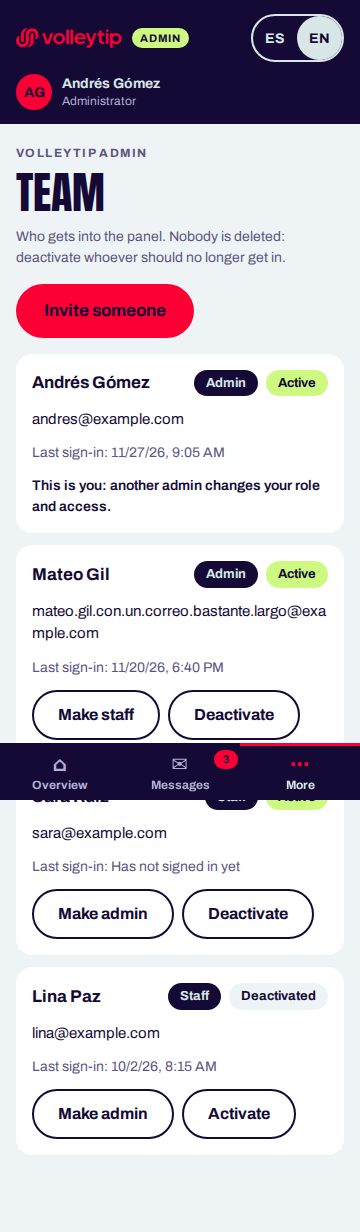 volleytip ADMIN ES EN
AG Andrés Gómez
Administrator
VOLLEYTIP ADMIN
TEAM
Who gets into the panel. Nobody is deleted:
deactivate whoever should no longer get in.
Invite someone
Andrés Gómez Admin Active
andres@example.com
Last sign-in: 11/27/26, 9:05 AM
This is you: another admin changes your role
and access.
Mateo Gil Admin Active
mateo.gil.con.un.correo.bastante.largo@exa
mple.com
Last sign-in: 11/20/26, 6:40 PM
Make staff Deactivate
Overview Messages 3 More
Sara Ruiz Staff Active
sara@example.com
Last sign-in: Has not signed in yet
Make admin Deactivate
Lina Paz Staff Deactivated
lina@example.com
Last sign-in: 10/2/26, 8:15 AM
Make admin Activate